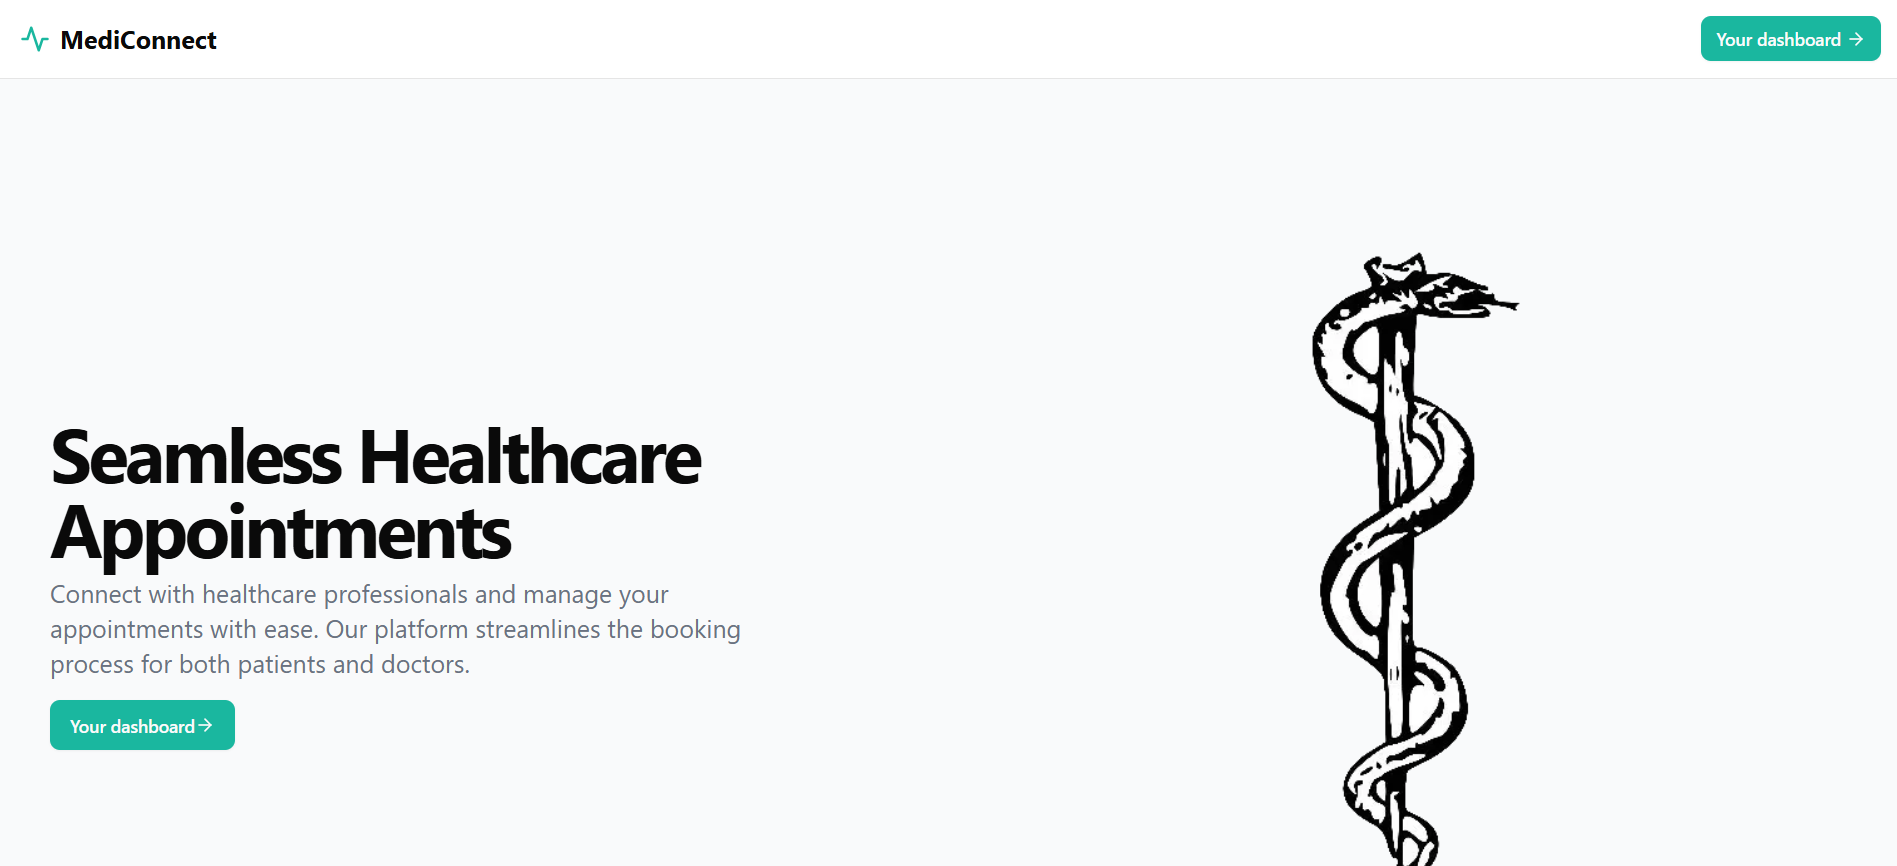 MediConnect
Your dashboard →
Seamless Healthcare
Appointments
Connect with healthcare professionals and manage your
appointments with ease. Our platform streamlines the booking
process for both patients and doctors.
Your dashboard →